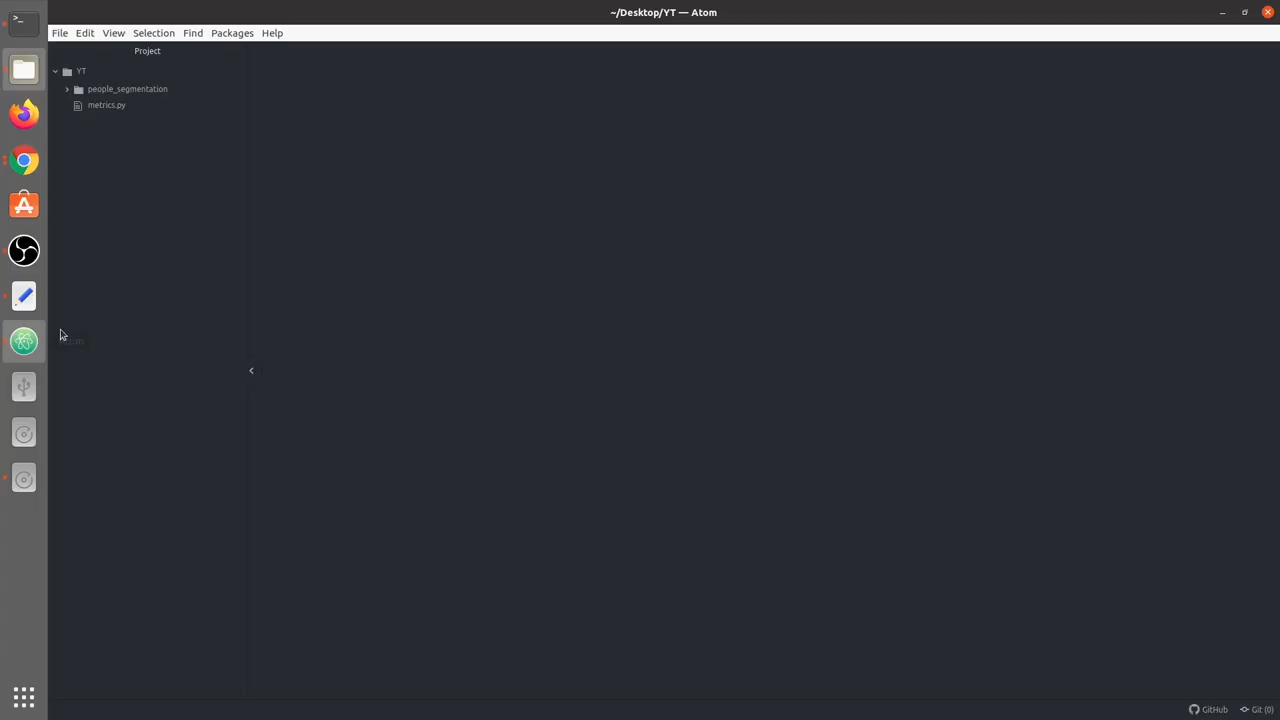 ~/Desktop/YT — Atom
File Edit View Selection Find Packages Help
Project
YT
people_segmentation
metrics.py
GitHub Git (0)